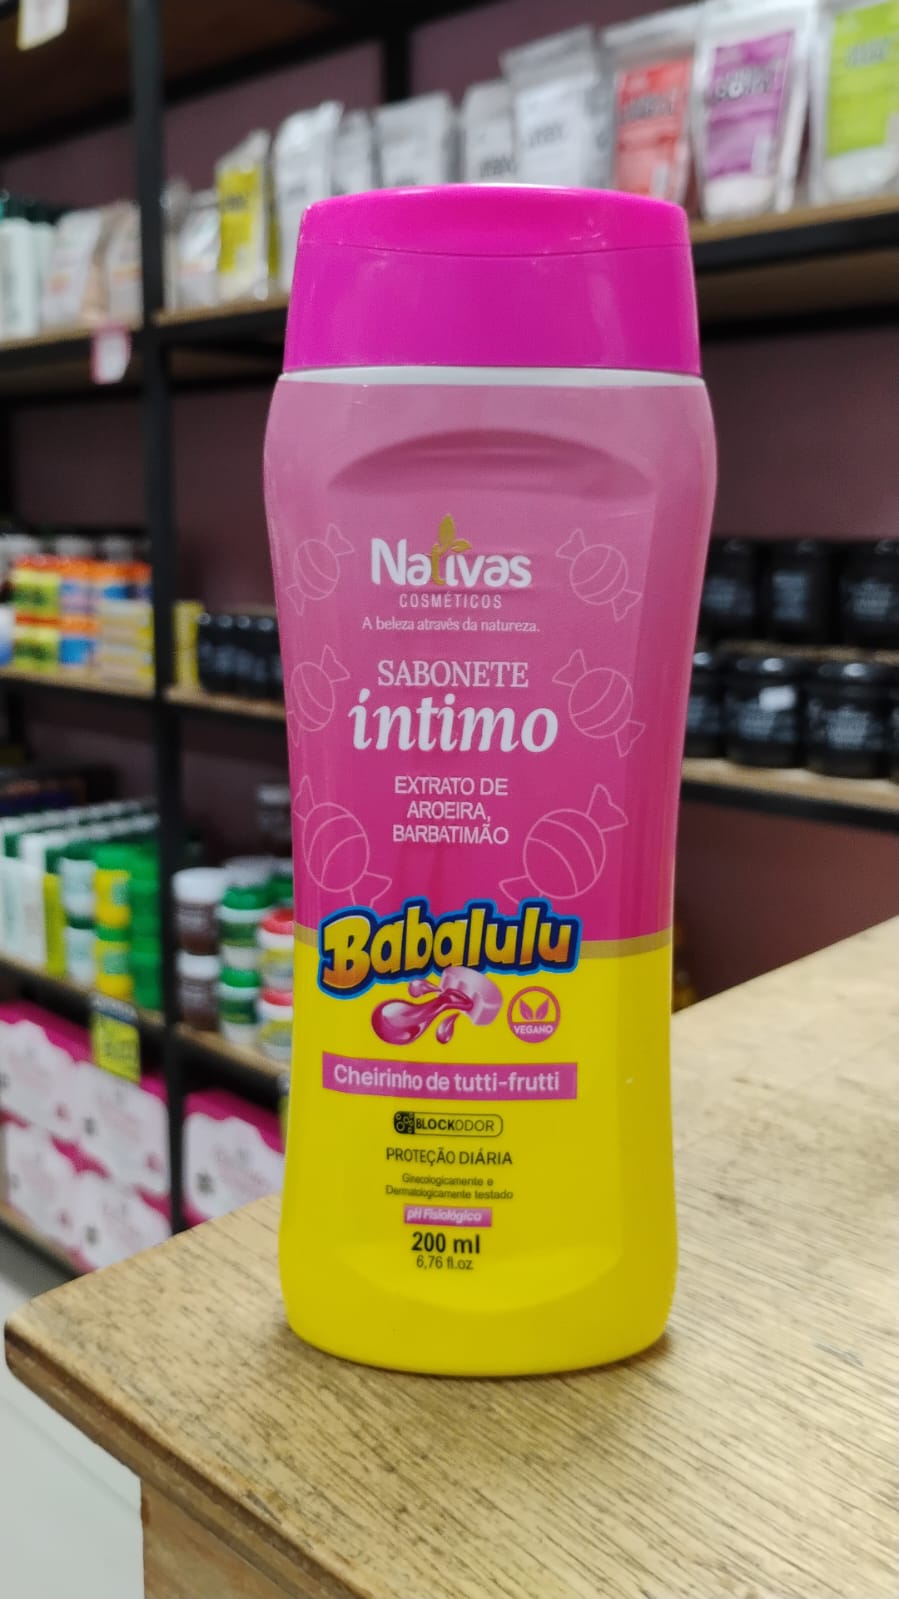 Nativas
COSMÉTICOS
A beleza através da natureza.
SABONETE
íntimo
EXTRATO DE
AROEIRA,
BARBATIMÃO
Babalulu
VEGANO
Cheirinho de tutti-frutti
BLOCKODOR
PROTEÇÃO DIÁRIA
Ginecologicamente e
Dermatologicamente testado
pH Fisiológico
200 ml
6,76 fl.oz